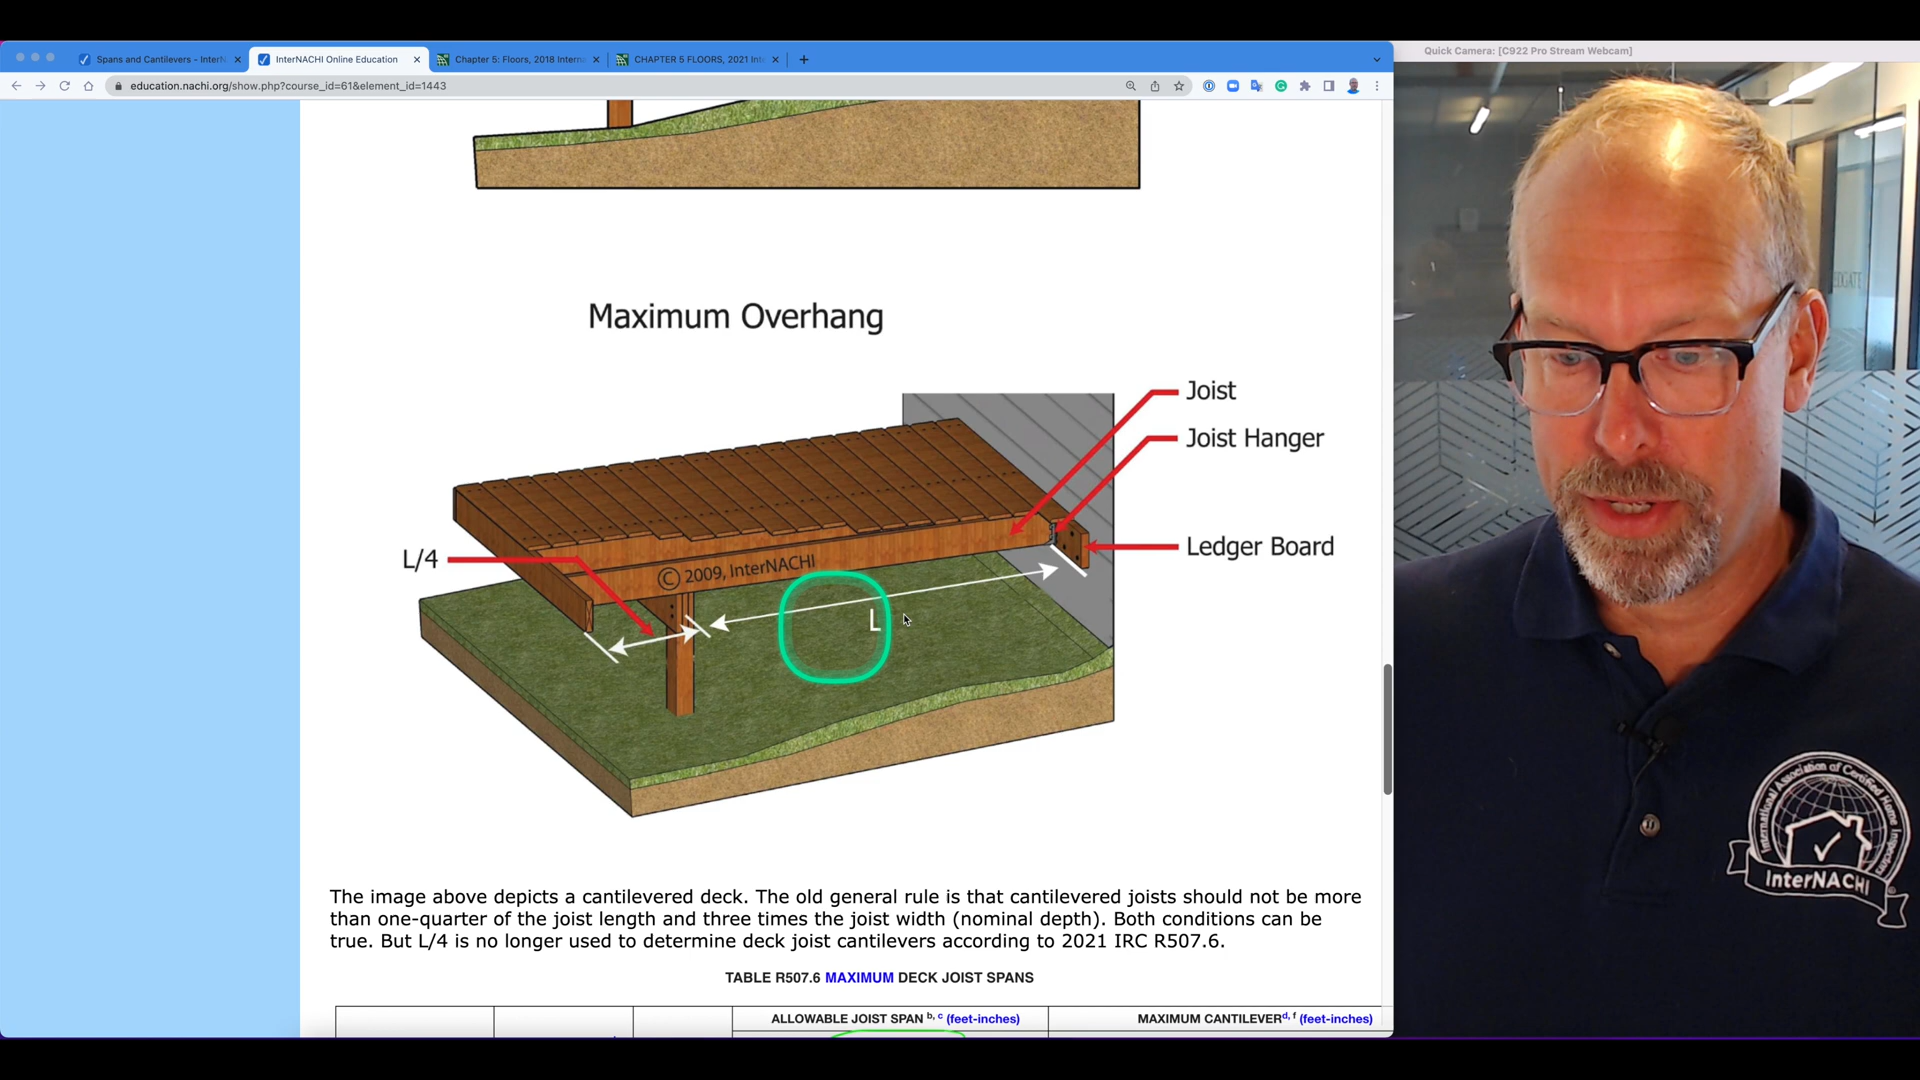 Quick Camera: [C922 Pro Stream Webcam]
Spans and Cantilevers - InterN
InterNACHI Online Education
Chapter 5: Floors, 2018 Interna
CHAPTER 5 FLOORS, 2021 Inte
education.nachi.org/show.php?course_id=61&element_id=1443
Maximum Overhang
Joist
Joist Hanger
Ledger Board
L/4
© 2009, InterNACHI
L
The image above depicts a cantilevered deck. The old general rule is that cantilevered joists should not be more
than one-quarter of the joist length and three times the joist width (nominal depth). Both conditions can be
true. But L/4 is no longer used to determine deck joist cantilevers according to 2021 IRC R507.6.
TABLE R507.6 MAXIMUM DECK JOIST SPANS
ALLOWABLE JOIST SPAN b, c (feet-inches)
MAXIMUM CANTILEVER d, f (feet-inches)
International Association of Certified Home Inspectors
InterNACHI